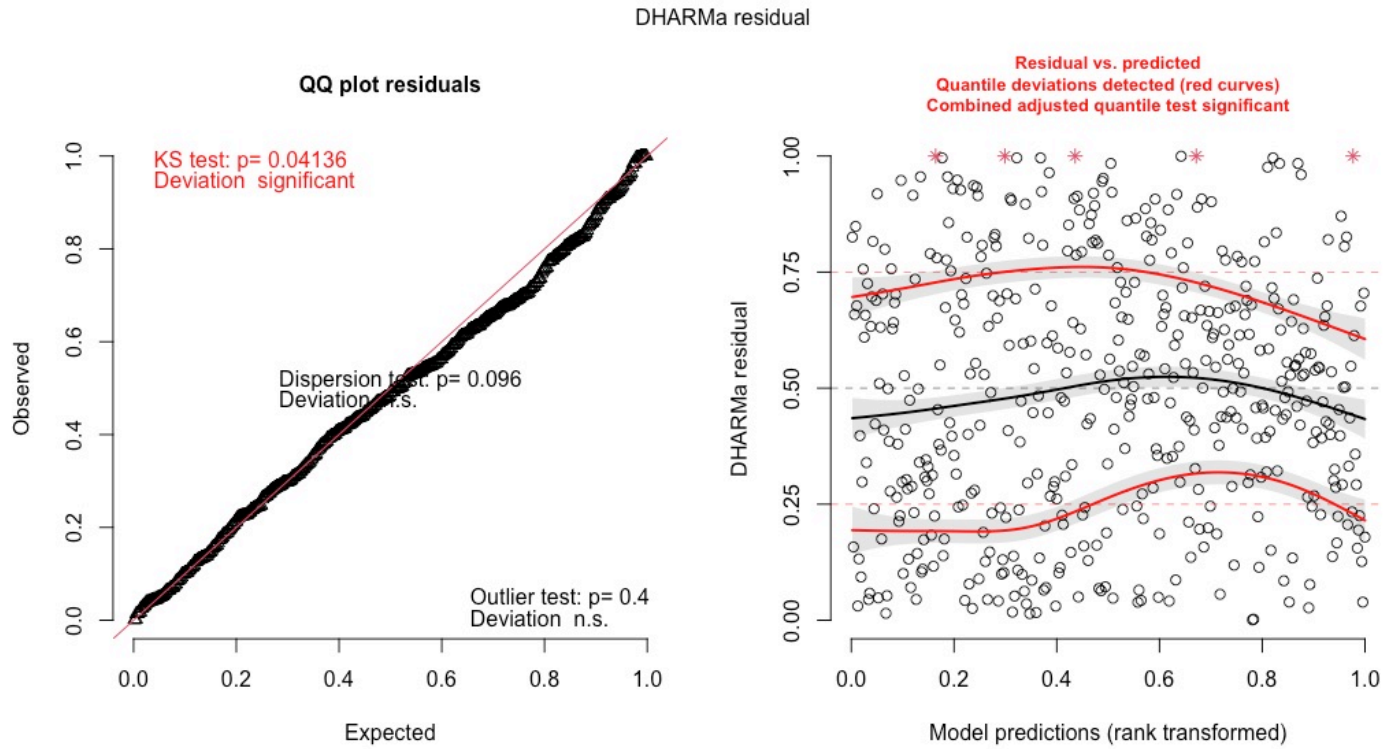 DHARMa residual
QQ plot residuals
KS test: p= 0.04136
Deviation  significant
Dispersion test: p= 0.096
Deviation n.s.
Outlier test: p= 0.4
Deviation  n.s.
Observed
0.0
0.2
0.4
0.6
0.8
1.0
0.0
0.2
0.4
0.6
0.8
1.0
Expected
Residual vs. predicted
Quantile deviations detected (red curves)
Combined adjusted quantile test significant
DHARMa residual
0.00
0.25
0.50
0.75
1.00
0.0
0.2
0.4
0.6
0.8
1.0
Model predictions (rank transformed)